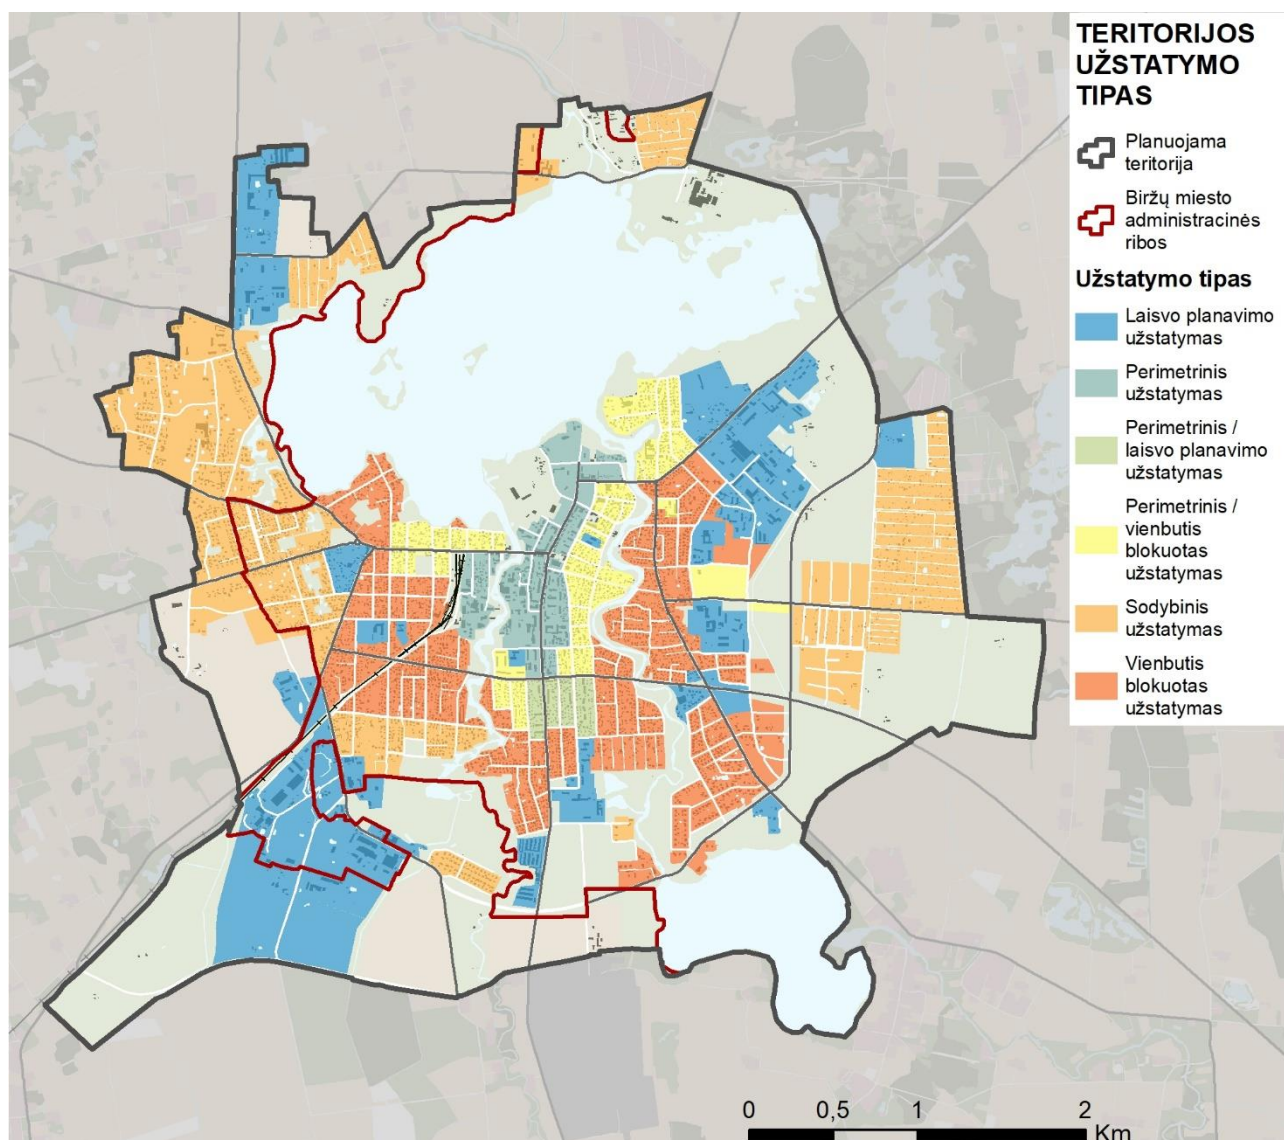 TERITORIJOS
UŽSTATYMO
TIPAS
Planuojama
teritorija
Biržų miesto
administracinės
ribos
Užstatymo tipas
Laisvo planavimo
užstatymas
Perimetrinis
užstatymas
Perimetrinis /
laisvo planavimo
užstatymas
Perimetrinis /
vienbutis
blokuotas
užstatymas
Sodybinis
užstatymas
Vienbutis
blokuotas
užstatymas
0 0,5 1 2
Km